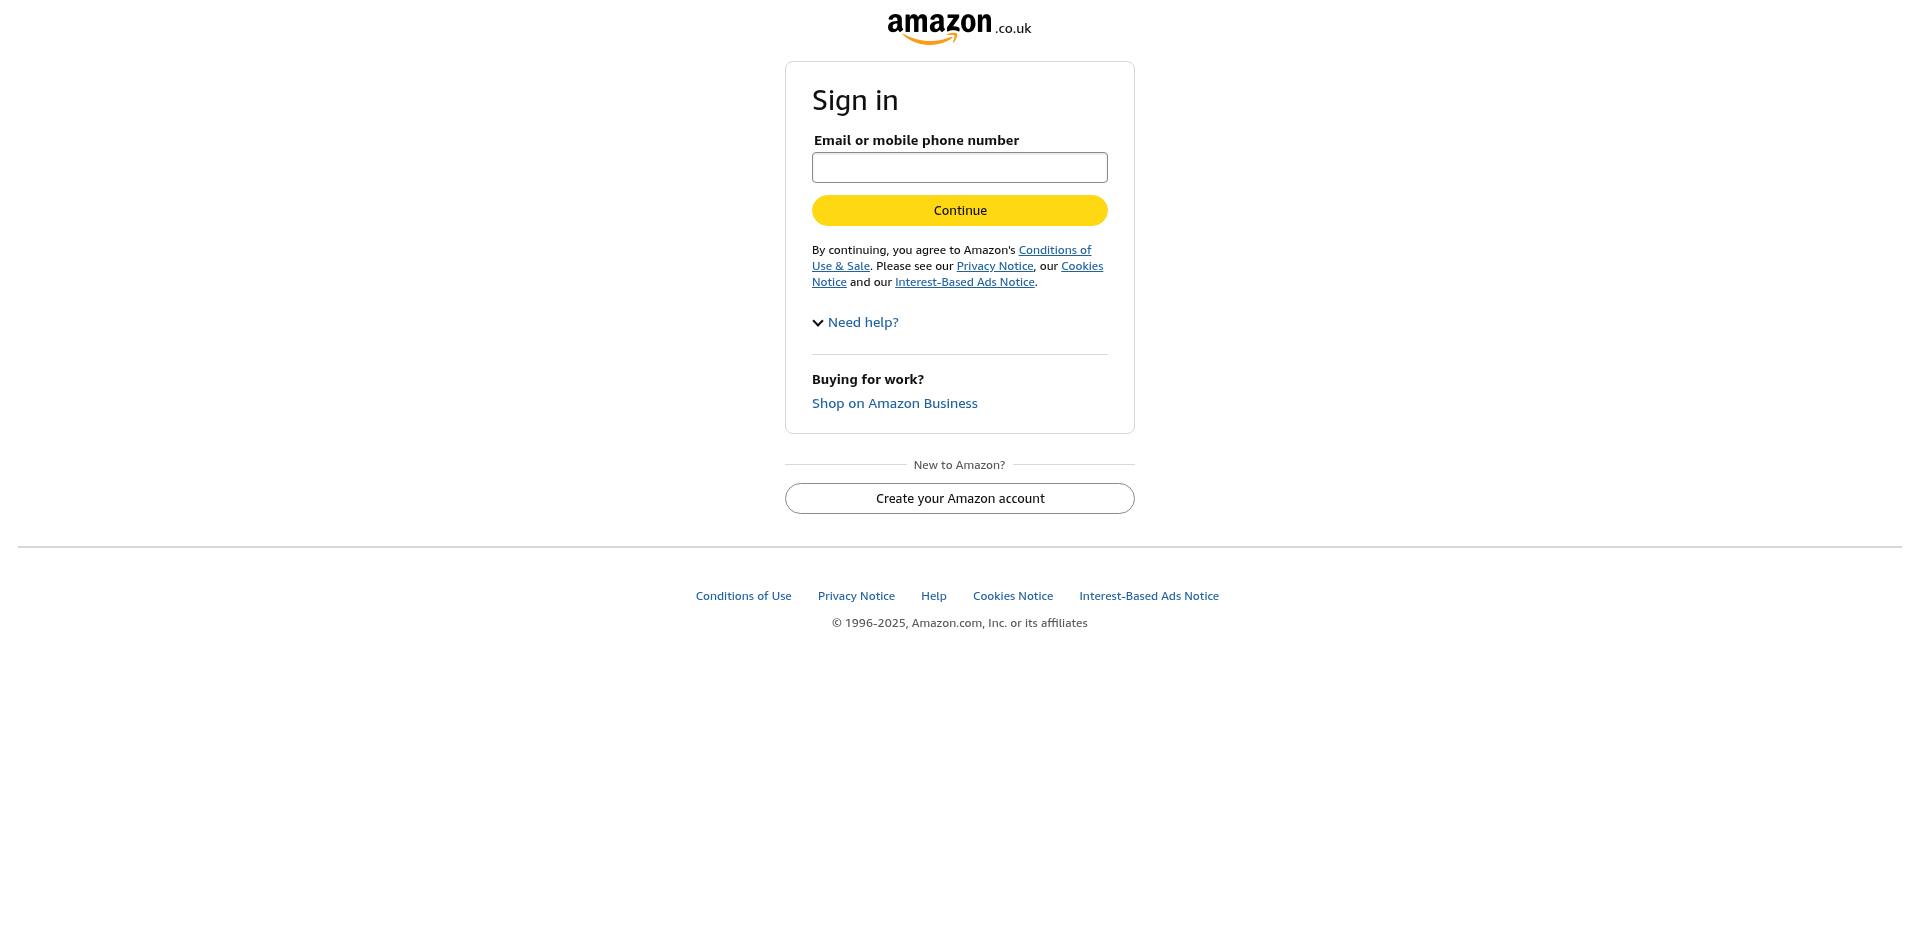 amazon.co.uk
Sign in
Email or mobile phone number
Continue
By continuing, you agree to Amazon's Conditions of
Use & Sale. Please see our Privacy Notice, our Cookies
Notice and our Interest-Based Ads Notice.
Need help?
Buying for work?
Shop on Amazon Business
New to Amazon?
Create your Amazon account
Conditions of Use Privacy Notice Help Cookies Notice Interest-Based Ads Notice
© 1996-2025, Amazon.com, Inc. or its affiliates